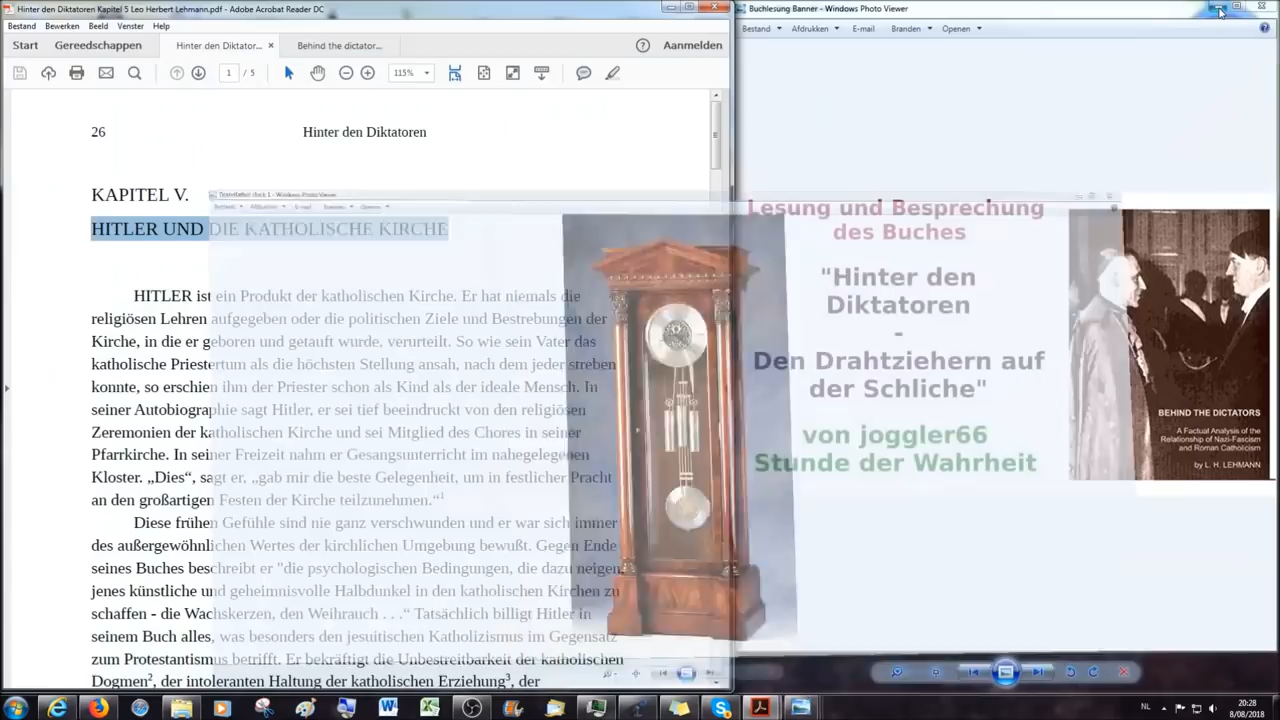 Hinter den Diktatoren Kapitel 5 Leo Herbert Lehmann.pdf - Adobe Acrobat Reader DC
Bestand Bewerken Beeld Venster Help
Start Gereedschappen Hinter den Diktator... × Behind the dictator... Aanmelden
1 / 5 115%
26 Hinter den Diktatoren
KAPITEL V.
HITLER UND DIE KATHOLISCHE KIRCHE
HITLER ist ein Produkt der katholischen Kirche. Er hat niemals die
religiösen Lehren aufgegeben oder die politischen Ziele und Bestrebungen der
Kirche, in die er geboren und getauft wurde, verurteilt. So wie sein Vater das
katholische Priestertum als die höchsten Stellung ansah, nach dem jeder streben
konnte, so erschien ihm der Priester schon als Kind als der ideale Mensch. In
seiner Autobiographie sagt Hitler, er sei tief beeindruckt von den religiösen
Zeremonien der katholischen Kirche und sei Mitglied des Chores in seiner
Pfarrkirche. In seiner Freizeit nahm er Gesangsunterricht im nahegelegenen
Kloster. „Dies“, sagt er, „gab mir die beste Gelegenheit, um in festlicher Pracht
an den großartigen Festen der Kirche teilzunehmen.“¹
Diese frühen Gefühle sind nie ganz verschwunden und er war sich immer
des außergewöhnlichen Wertes der kirchlichen Umgebung bewußt. Gegen Ende
seines Buches beschreibt er "die psychologischen Bedingungen, die dazu neigen,
jenes künstliche und geheimnisvolle Halbdunkel in den katholischen Kirchen zu
schaffen - die Wachskerzen, den Weihrauch . . .“ Tatsächlich billigt Hitler in
seinem Buch alles, was besonders den jesuitischen Katholizismus im Gegensatz
zum Protestantismus betrifft. Er bekräftigt die Unbestreitbarkeit der katholischen
Dogmen², der intoleranten Haltung der katholischen Erziehung³, der
Buchlesung Banner - Windows Photo Viewer
Bestand Afdrukken E-mail Branden Openen
Lesung und Besprechung
des Buches
"Hinter den
Diktatoren
-
Den Drahtziehern auf
der Schliche"
von joggler66
Stunde der Wahrheit
BEHIND THE DICTATORS
A Factual Analysis of the
Relationship of Nazi-Fascism
and Roman Catholicism
by L. H. LEHMANN
NL 20:28
8/08/2018